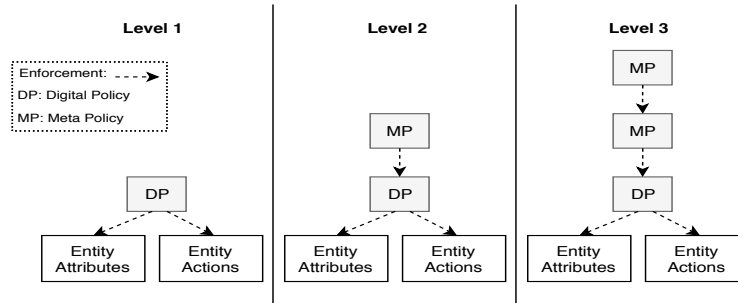 Level 1
Level 2
Level 3
Enforcement:
DP: Digital Policy
MP: Meta Policy
DP
Entity
Attributes
Entity
Actions
MP
DP
Entity
Attributes
Entity
Actions
MP
MP
DP
Entity
Attributes
Entity
Actions